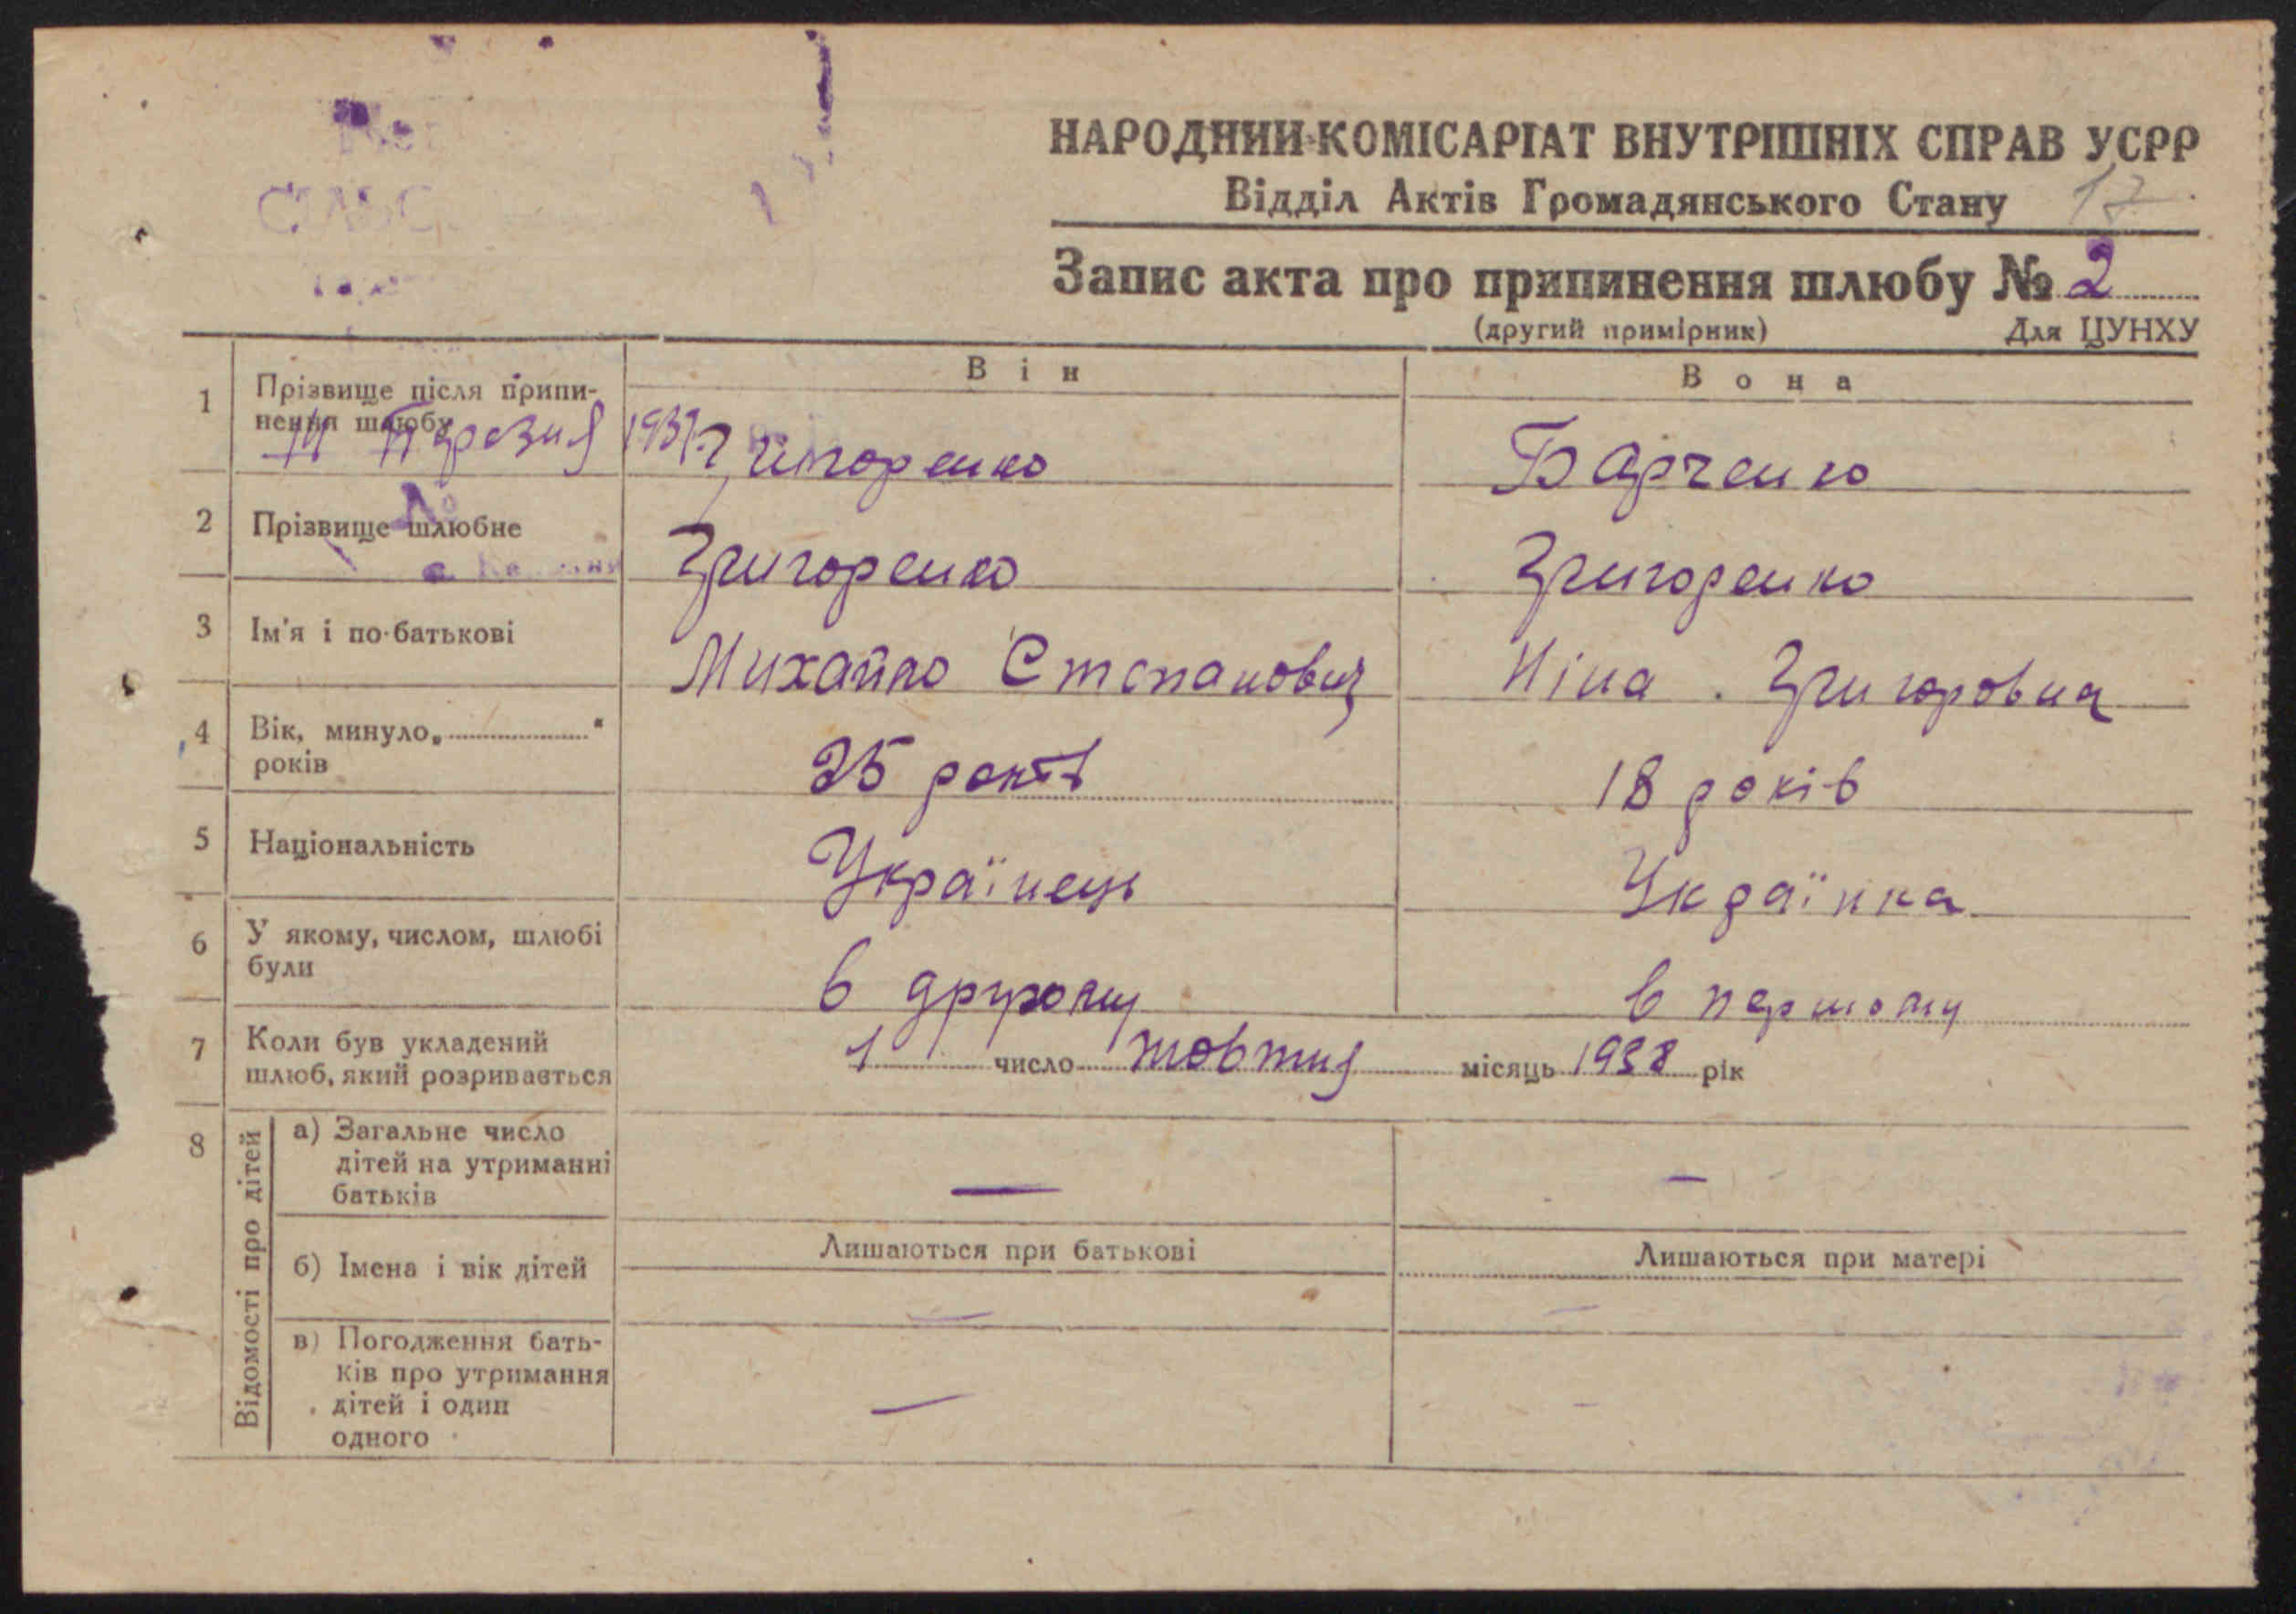 НАРОДНИЙ КОМІСАРІАТ ВНУТРІШНІХ СПРАВ УСРР
Відділ Актів Громадянського Стану 17
Запис акта про припинення шлюбу № 2
(другий примірник) Для ЦУНХУ
Він Вона
1 Прізвище після припинення шлюбу Григоренко Барченко
2 Прізвище шлюбне Григоренко Григоренко
3 Ім'я і по-батькові Михайло Степанович Ніна Григоровна
4 Вік, минуло „........" років 25 років 18 років
5 Національність Українець Українка
6 У якому, числом, шлюбі були в другому в першому
7 Коли був укладений шлюб, який розривається 1 число жовтня місяць 1938 рік
8 Відомості про дітей
а) Загальне число дітей на утриманні батьків — —
б) Імена і вік дітей Лишаються при батькові Лишаються при матері
— —
в) Погодження батьків про утримання дітей і один одного — -